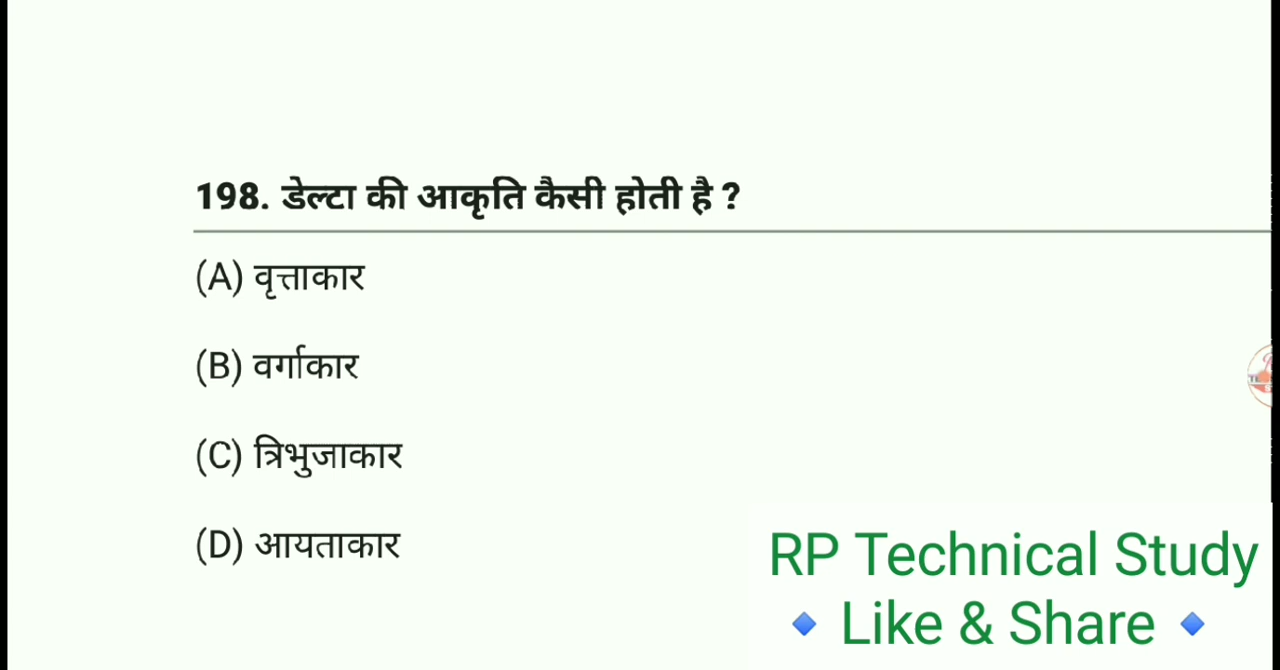 198. डेल्टा की आकृति कैसी होती है ?
(A) वृत्ताकार
(B) वर्गाकार
(C) त्रिभुजाकार
(D) आयताकार
RP Technical Study
🔹 Like & Share 🔹